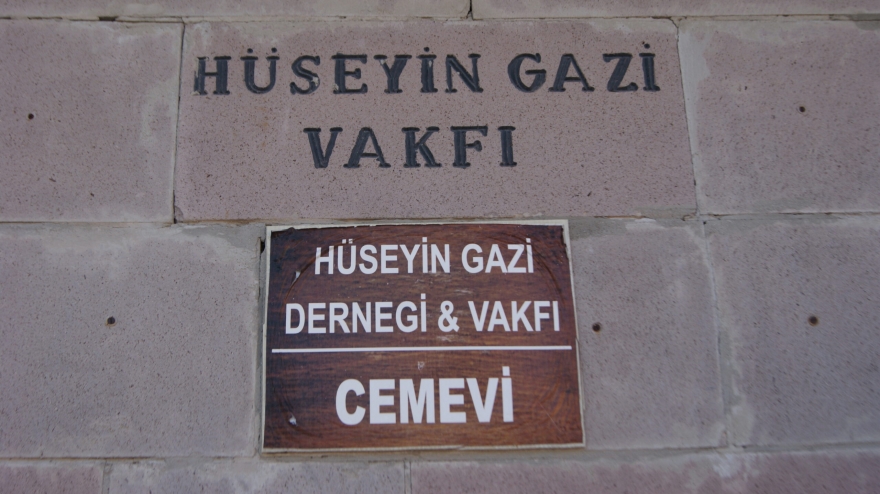 HÜSEYİN GAZİ
VAKFI
HÜSEYİN GAZİ
DERNEGİ & VAKFI
CEMEVİ